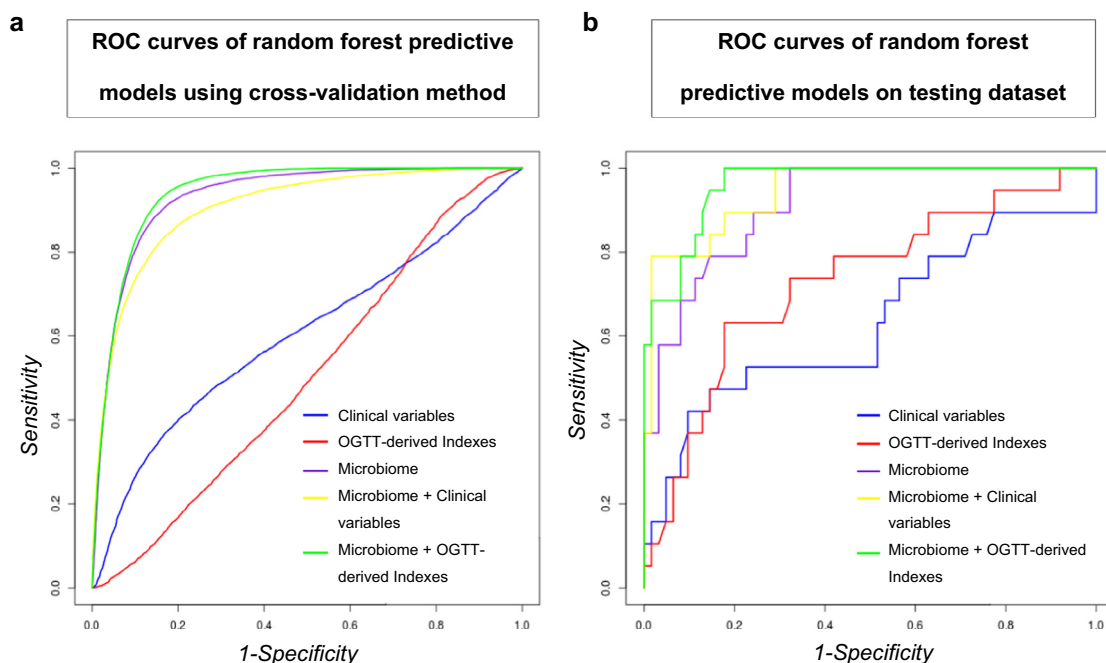 a
ROC curves of random forest predictive
models using cross-validation method
1.0
0.8
0.6
0.4
0.2
0.0
Sensitivity
Clinical variables
OGTT-derived Indexes
Microbiome
Microbiome + Clinical
variables
Microbiome + OGTT-
derived Indexes
0.0 0.2 0.4 0.6 0.8 1.0
1-Specificity
b
ROC curves of random forest
predictive models on testing dataset
1.0
0.8
0.6
0.4
0.2
0.0
Sensitivity
Clinical variables
OGTT-derived Indexes
Microbiome
Microbiome + Clinical
variables
Microbiome + OGTT-derived
Indexes
0.0 0.2 0.4 0.6 0.8 1.0
1-Specificity